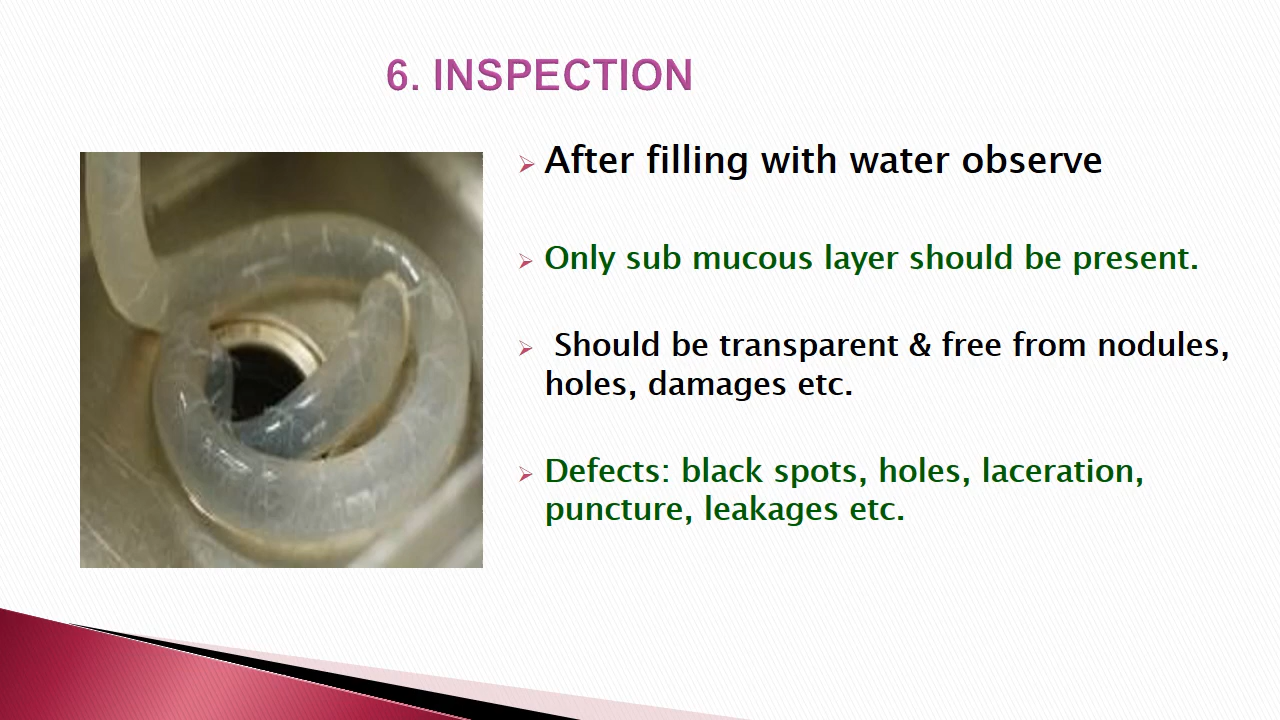 6. INSPECTION
After filling with water observe
Only sub mucous layer should be present.
Should be transparent & free from nodules,
holes, damages etc.
Defects: black spots, holes, laceration,
puncture, leakages etc.